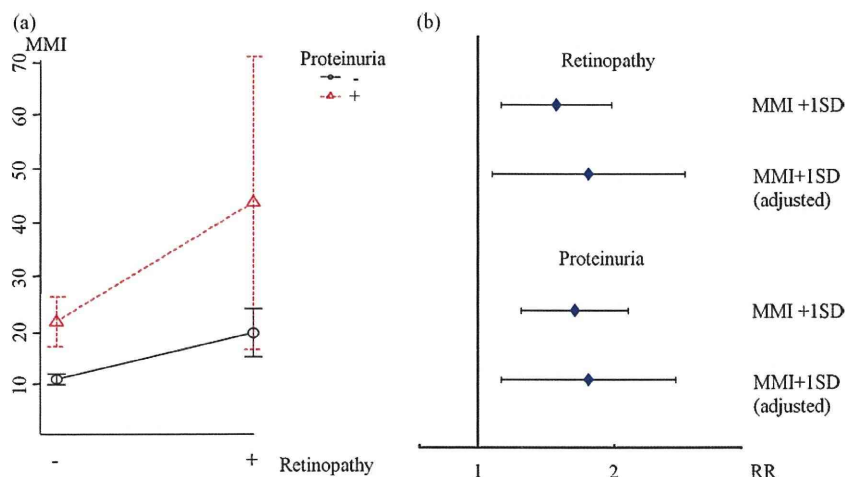 (a)
MMI
70
60
50
40
30
20
10
Proteinuria
-
+
-
+
Retinopathy
(b)
Retinopathy
MMI +1SD
MMI+1SD
(adjusted)
Proteinuria
MMI +1SD
MMI+1SD
(adjusted)
1
2
RR